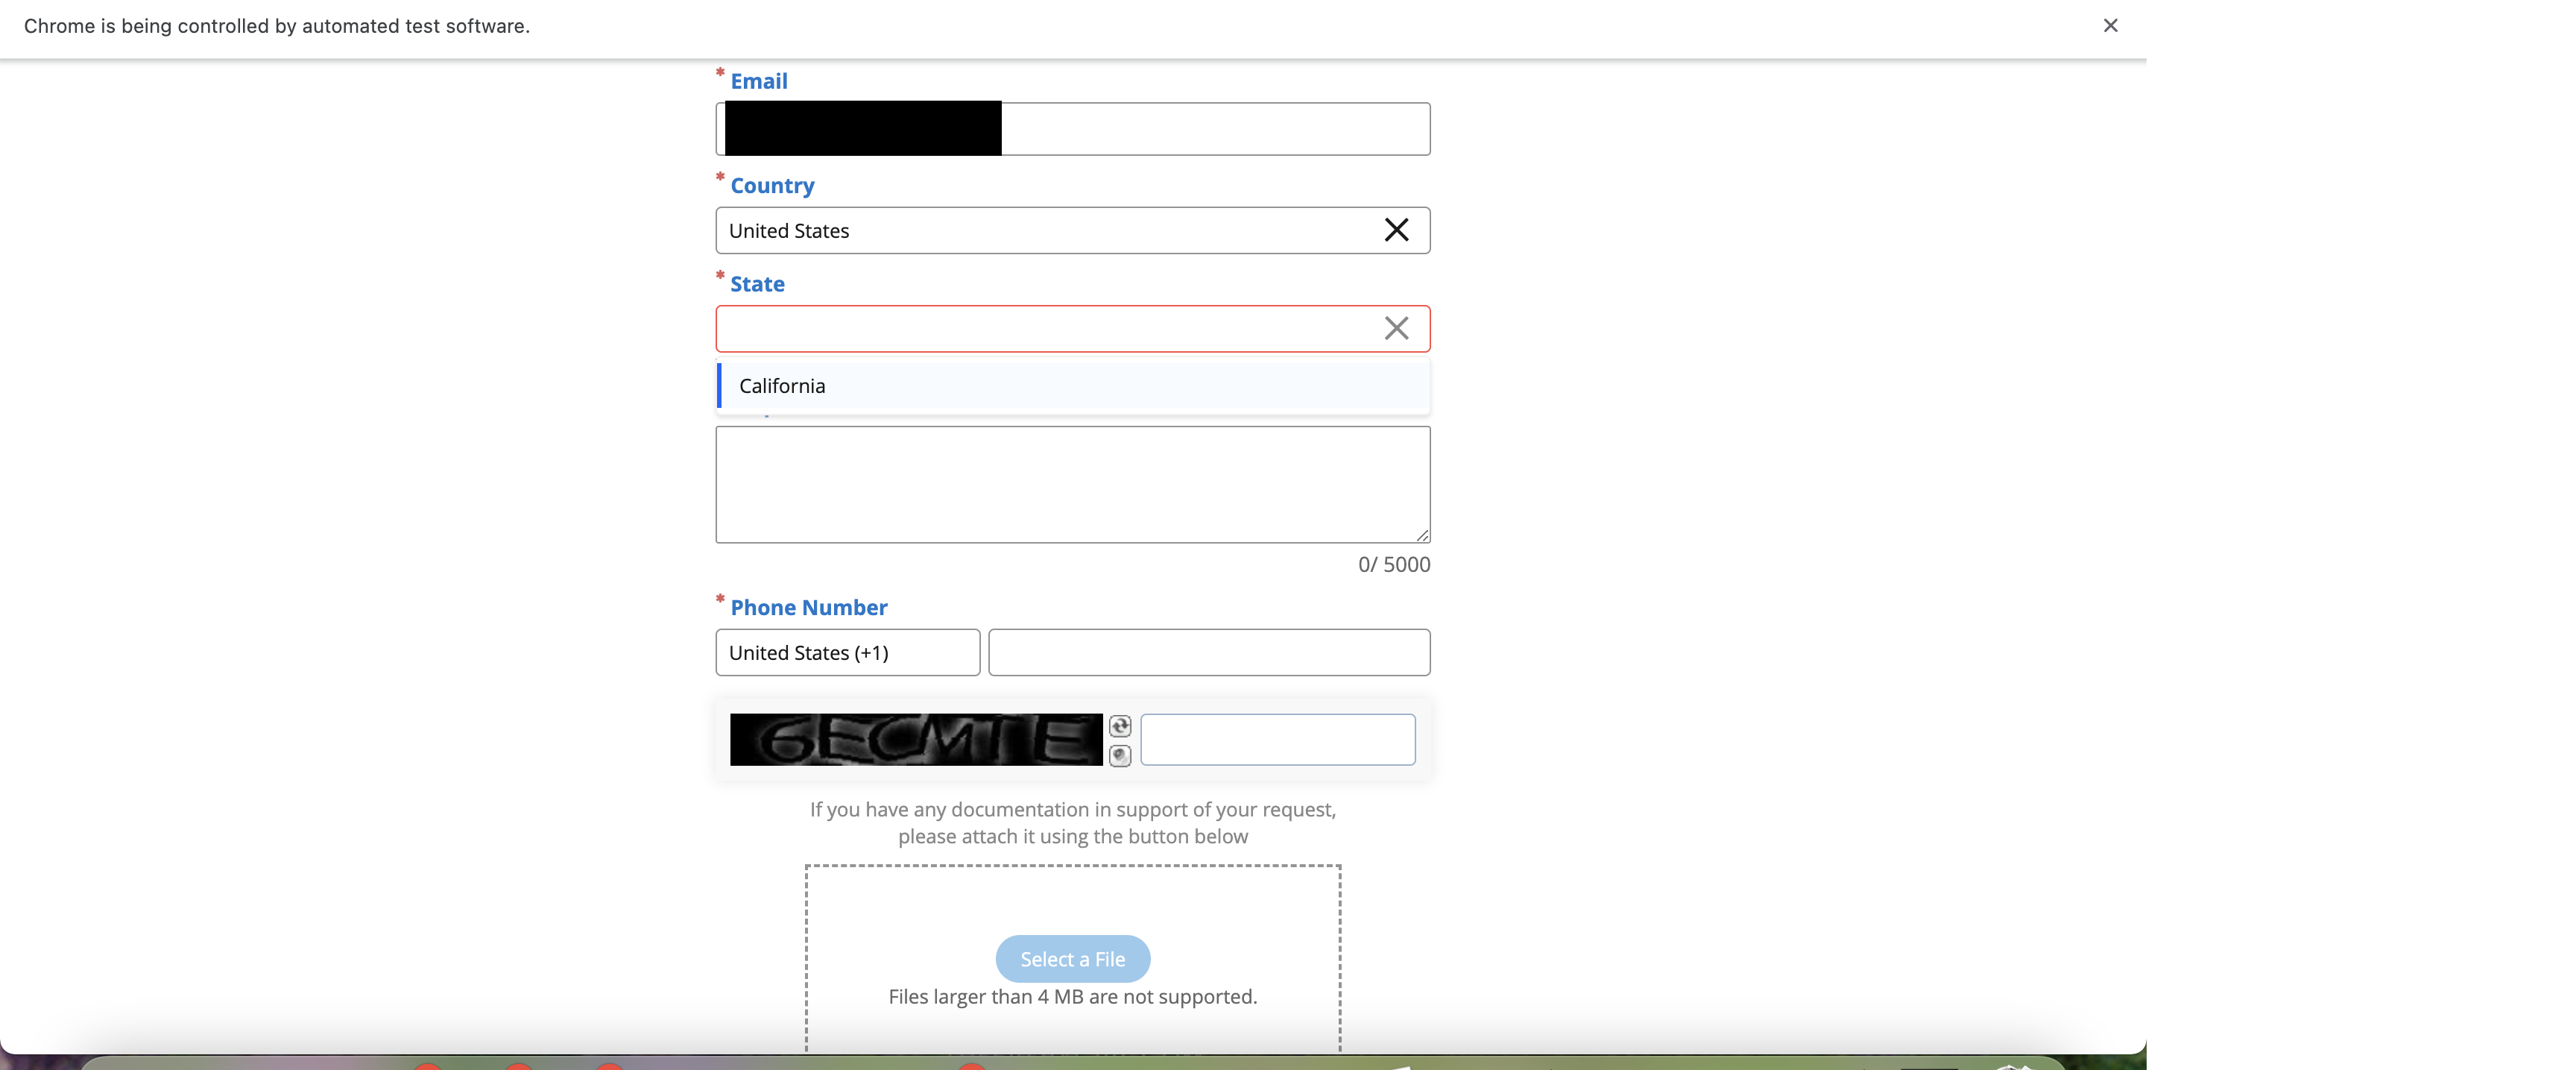 Chrome is being controlled by automated test software.
* Email
* Country
United States
* State
California
0/ 5000
* Phone Number
United States (+1)
6ECMTE
If you have any documentation in support of your request,
please attach it using the button below
Select a File
Files larger than 4 MB are not supported.